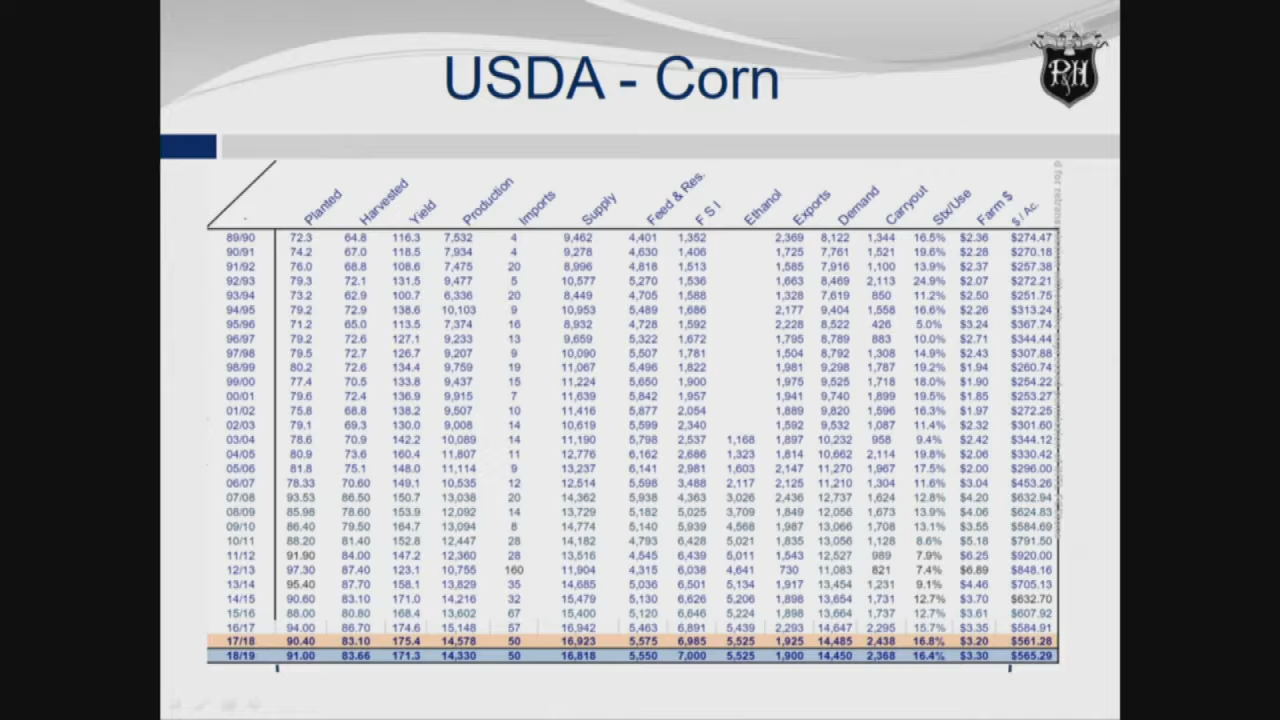 USDA - Corn
P&H
Planted Harvested Yield Production Imports Supply Feed & Res. F S I Ethanol Exports Demand Carryout Stx/Use Farm $ $ / Ac.
89/90 72.3 64.8 116.3 7,532 4 9,462 4,401 1,352 2,369 8,122 1,344 16.5% $2.36 $274.47
90/91 74.2 67.0 118.5 7,934 4 9,278 4,630 1,406 1,725 7,761 1,521 19.6% $2.28 $270.18
91/92 76.0 68.8 108.6 7,475 20 8,996 4,818 1,513 1,585 7,916 1,100 13.9% $2.37 $257.38
92/93 79.3 72.1 131.5 9,477 5 10,577 5,270 1,536 1,663 8,469 2,113 24.9% $2.07 $272.21
93/94 73.2 62.9 100.7 6,336 20 8,449 4,705 1,588 1,328 7,619 850 11.2% $2.50 $251.75
94/95 79.2 72.9 138.6 10,103 9 10,953 5,489 1,686 2,177 9,404 1,558 16.6% $2.26 $313.24
95/96 71.2 65.0 113.5 7,374 16 8,932 4,728 1,592 2,228 8,522 426 5.0% $3.24 $367.74
96/97 79.2 72.6 127.1 9,233 13 9,659 5,322 1,672 1,795 8,789 883 10.0% $2.71 $344.44
97/98 79.5 72.7 126.7 9,207 9 10,090 5,507 1,781 1,504 8,792 1,308 14.9% $2.43 $307.88
98/99 80.2 72.6 134.4 9,759 19 11,067 5,496 1,822 1,981 9,298 1,787 19.2% $1.94 $260.74
99/00 77.4 70.5 133.8 9,437 15 11,224 5,650 1,900 1,975 9,525 1,718 18.0% $1.90 $254.22
00/01 79.6 72.4 136.9 9,915 7 11,639 5,842 1,957 1,941 9,740 1,899 19.5% $1.85 $253.27
01/02 75.8 68.8 138.2 9,507 10 11,416 5,877 2,054 1,889 9,820 1,596 16.3% $1.97 $272.25
02/03 79.1 69.3 130.0 9,008 14 10,619 5,599 2,340 1,592 9,532 1,087 11.4% $2.32 $301.60
03/04 78.6 70.9 142.2 10,089 14 11,190 5,798 2,537 1,168 1,897 10,232 958 9.4% $2.42 $344.12
04/05 80.9 73.6 160.4 11,807 11 12,776 6,162 2,686 1,323 1,814 10,662 2,114 19.8% $2.06 $330.42
05/06 81.8 75.1 148.0 11,114 9 13,237 6,141 2,981 1,603 2,147 11,270 1,967 17.5% $2.00 $296.00
06/07 78.33 70.60 149.1 10,535 12 12,514 5,598 3,488 2,117 2,125 11,210 1,304 11.6% $3.04 $453.26
07/08 93.53 86.50 150.7 13,038 20 14,362 5,938 4,363 3,026 2,436 12,737 1,624 12.8% $4.20 $632.94
08/09 85.98 78.60 153.9 12,092 14 13,729 5,182 5,025 3,709 1,849 12,056 1,673 13.9% $4.06 $624.83
09/10 86.40 79.50 164.7 13,094 8 14,774 5,140 5,939 4,568 1,987 13,066 1,708 13.1% $3.55 $584.69
10/11 88.20 81.40 152.8 12,447 28 14,182 4,793 6,428 5,021 1,835 13,056 1,128 8.6% $5.18 $791.50
11/12 91.90 84.00 147.2 12,360 28 13,516 4,545 6,439 5,011 1,543 12,527 989 7.9% $6.25 $920.00
12/13 97.30 87.40 123.1 10,755 160 11,904 4,315 6,038 4,641 730 11,083 821 7.4% $6.89 $848.16
13/14 95.40 87.70 158.1 13,829 35 14,685 5,036 6,501 5,134 1,917 13,454 1,231 9.1% $4.46 $705.13
14/15 90.60 83.10 171.0 14,216 32 15,479 5,130 6,626 5,206 1,898 13,654 1,731 12.7% $3.70 $632.70
15/16 88.00 80.80 168.4 13,602 67 15,400 5,120 6,646 5,224 1,898 13,664 1,737 12.7% $3.61 $607.92
16/17 94.00 86.70 174.6 15,148 57 16,942 5,463 6,891 5,439 2,293 14,647 2,295 15.7% $3.35 $584.91
17/18 90.40 83.10 175.4 14,578 50 16,923 5,575 6,985 5,525 1,925 14,485 2,438 16.8% $3.20 $561.28
18/19 91.00 83.66 171.3 14,330 50 16,818 5,550 7,000 5,525 1,900 14,450 2,368 16.4% $3.30 $565.29